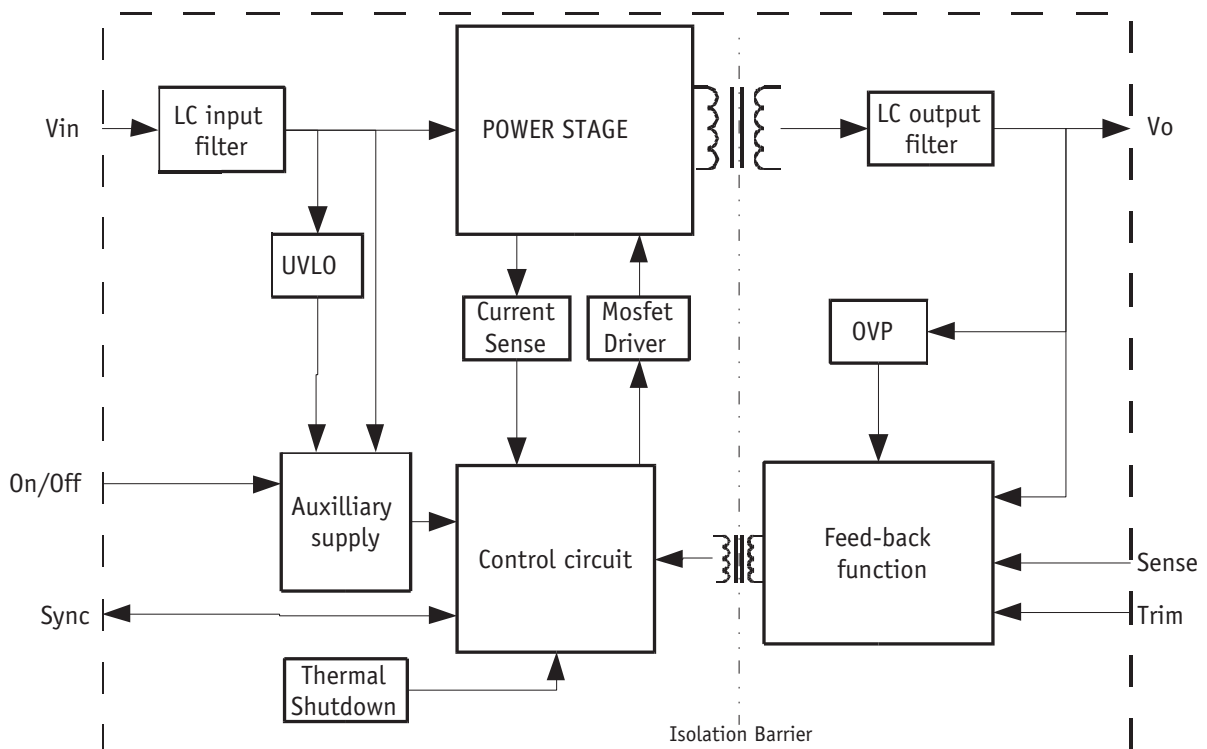 Vin
LC input
filter
POWER STAGE
LC output
filter
Vo
UVLO
Current
Sense
Mosfet
Driver
OVP
On/Off
Auxilliary
supply
Control circuit
Feed-back
function
Sense
Sync
Trim
Thermal
Shutdown
Isolation Barrier